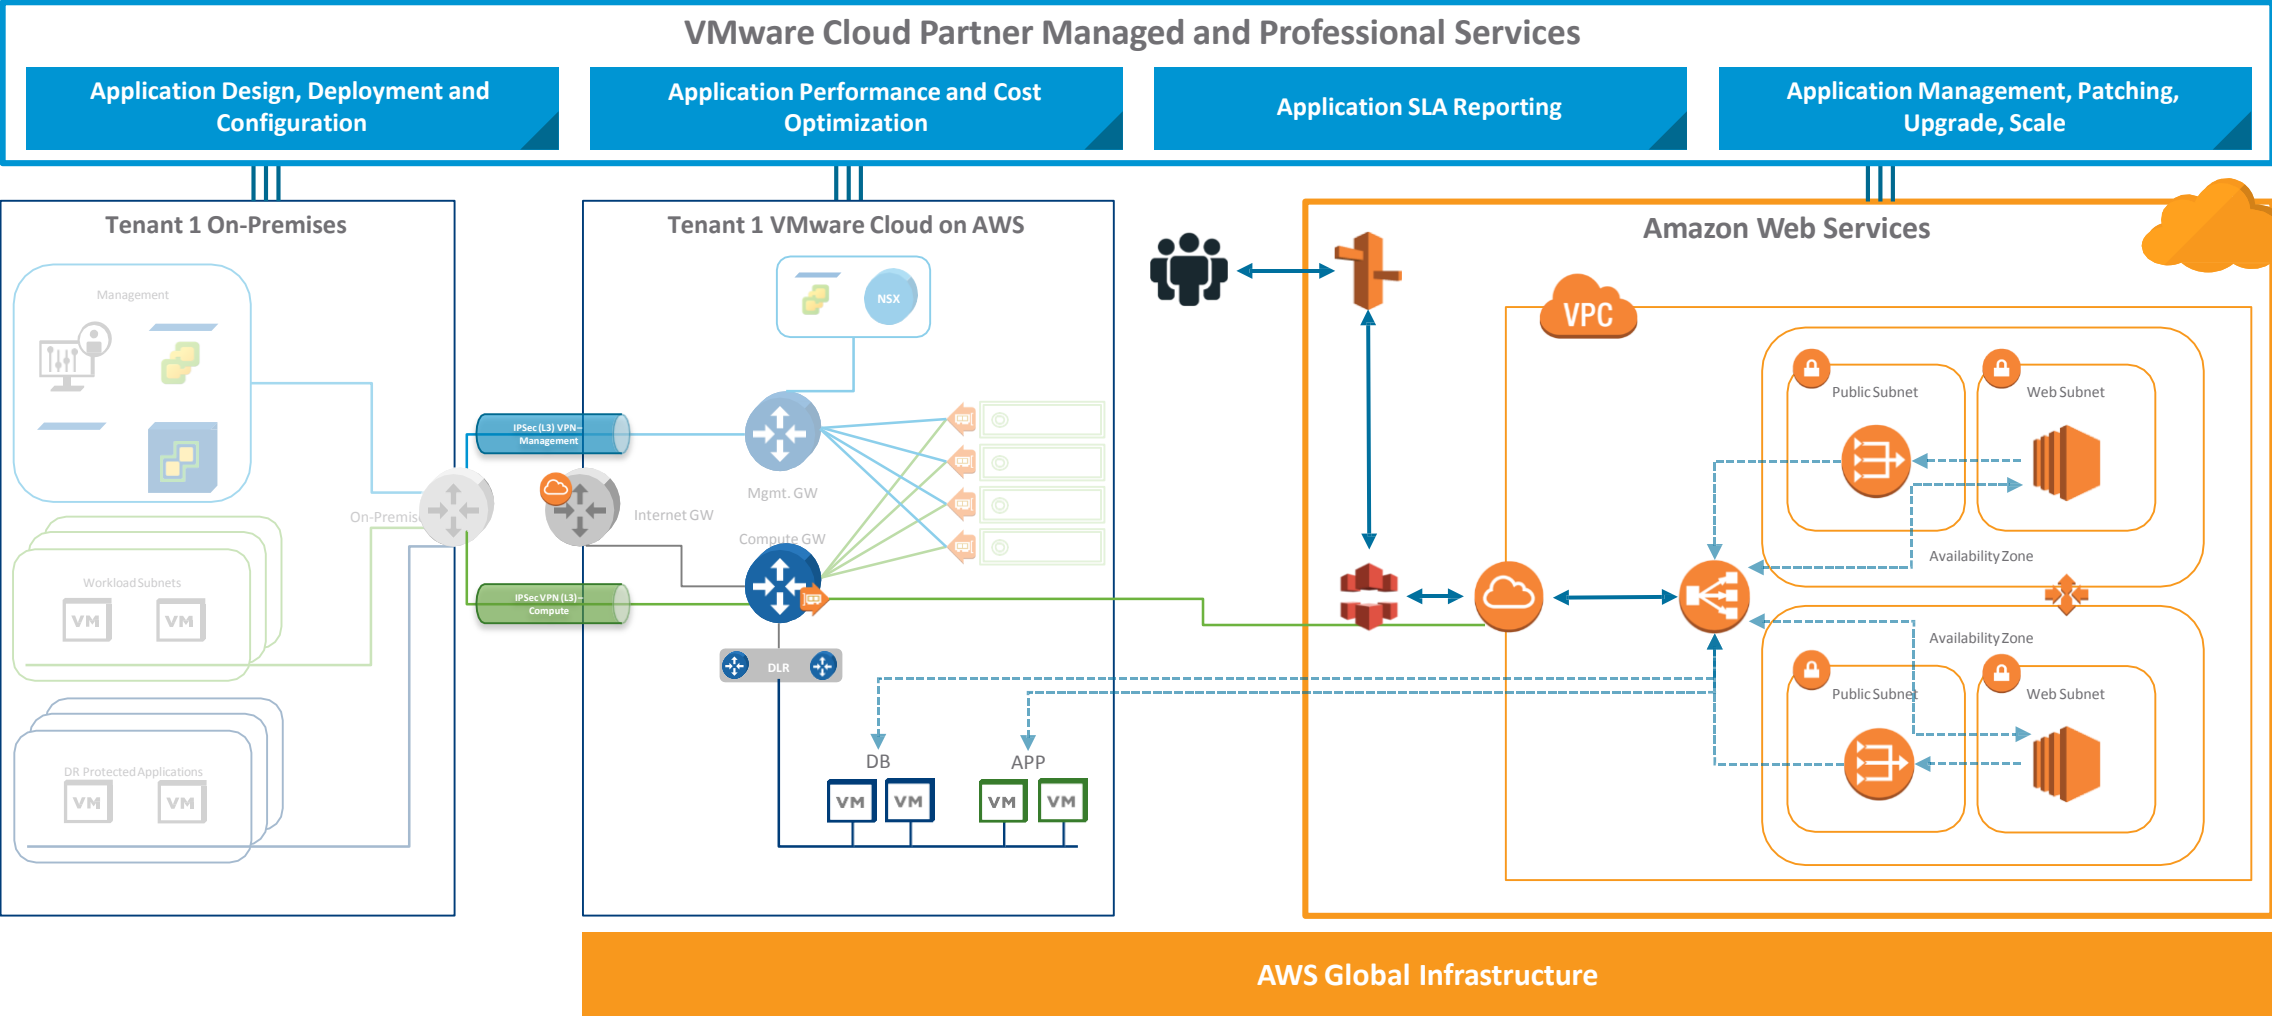 VMware Cloud Partner Managed and Professional Services
Application Design, Deployment and
Configuration
Application Performance and Cost
Optimization
Application SLA Reporting
Application Management, Patching,
Upgrade, Scale
Tenant 1 On-Premises
Management
On-Premis
Workload Subnets
VM
VM
DR Protected Applications
VM
VM
IPSec (L3) VPN –
Management
IPSec VPN (L3) –
Compute
Tenant 1 VMware Cloud on AWS
NSX
Mgmt. GW
Internet GW
Compute GW
DLR
DB
APP
VM
VM
VM
VM
Amazon Web Services
VPC
Public Subnet
Web Subnet
Availability Zone
Availability Zone
Public Subnet
Web Subnet
AWS Global Infrastructure